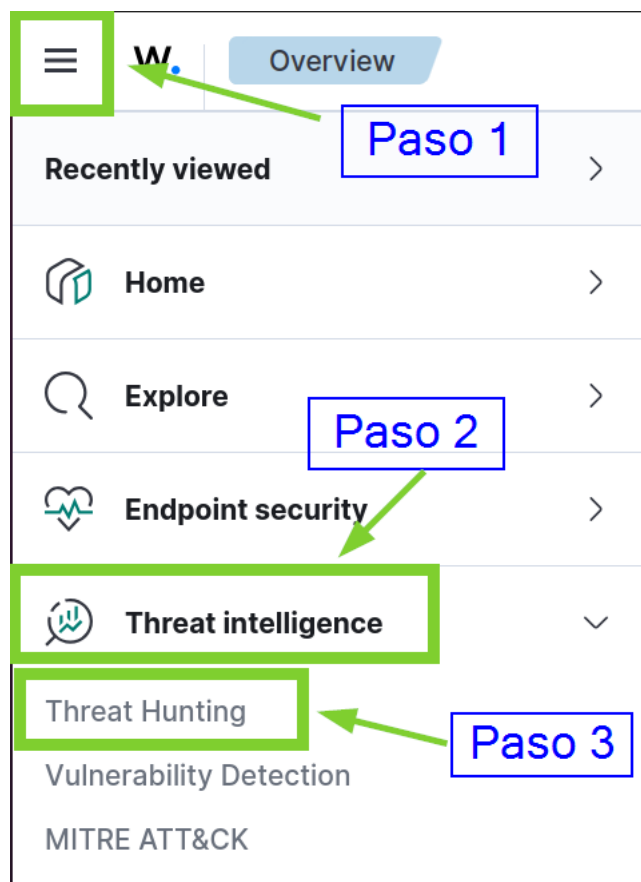 W. Overview
Paso 1
Recently viewed
Home
Explore
Paso 2
Endpoint security
Threat intelligence
Threat Hunting
Paso 3
Vulnerability Detection
MITRE ATT&CK